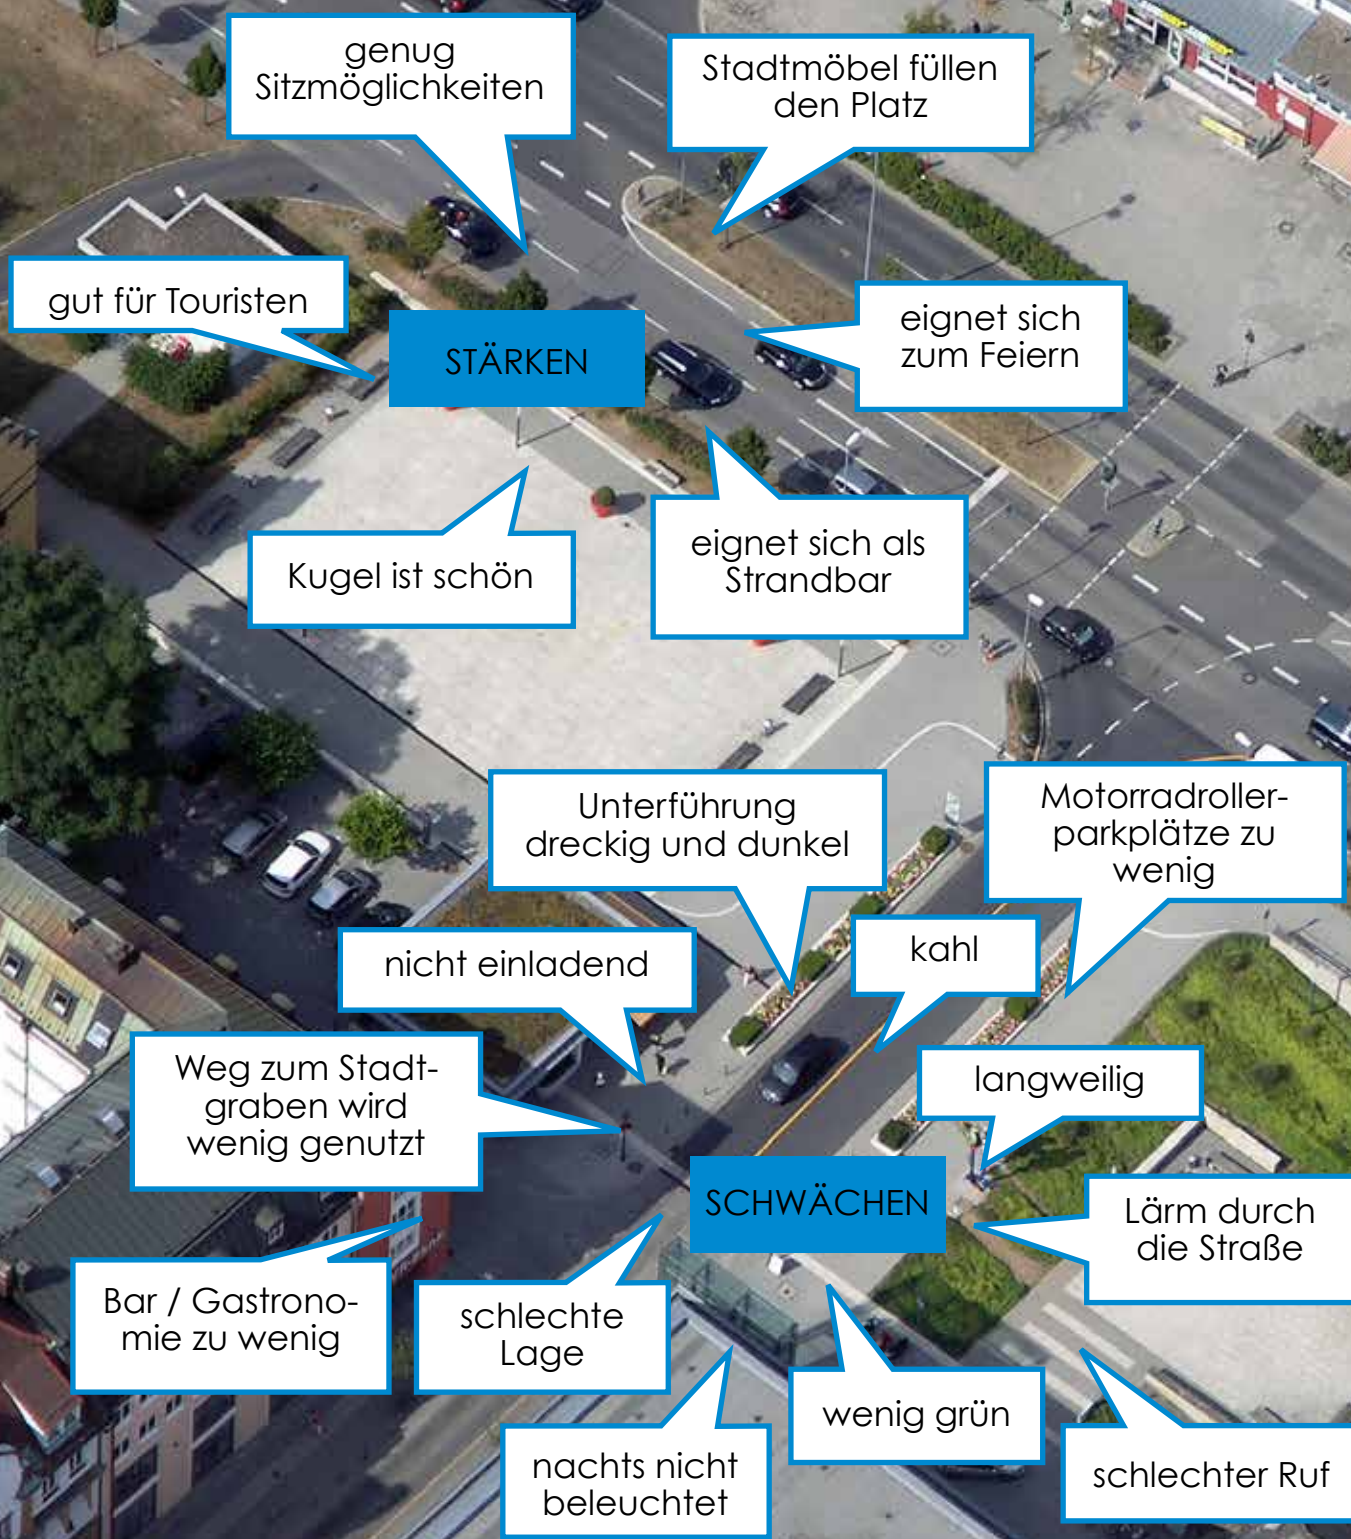 SUBWAY
genug
Sitzmöglichkeiten
Stadtmöbel füllen
den Platz
gut für Touristen
STÄRKEN
eignet sich
zum Feiern
Kugel ist schön
eignet sich als
Strandbar
Unterführung
dreckig und dunkel
Motorradroller-
parkplätze zu
wenig
nicht einladend
kahl
Weg zum Stadt-
graben wird
wenig genutzt
langweilig
SCHWÄCHEN
Lärm durch
die Straße
Bar / Gastrono-
mie zu wenig
schlechte
Lage
wenig grün
nachts nicht
beleuchtet
schlechter Ruf